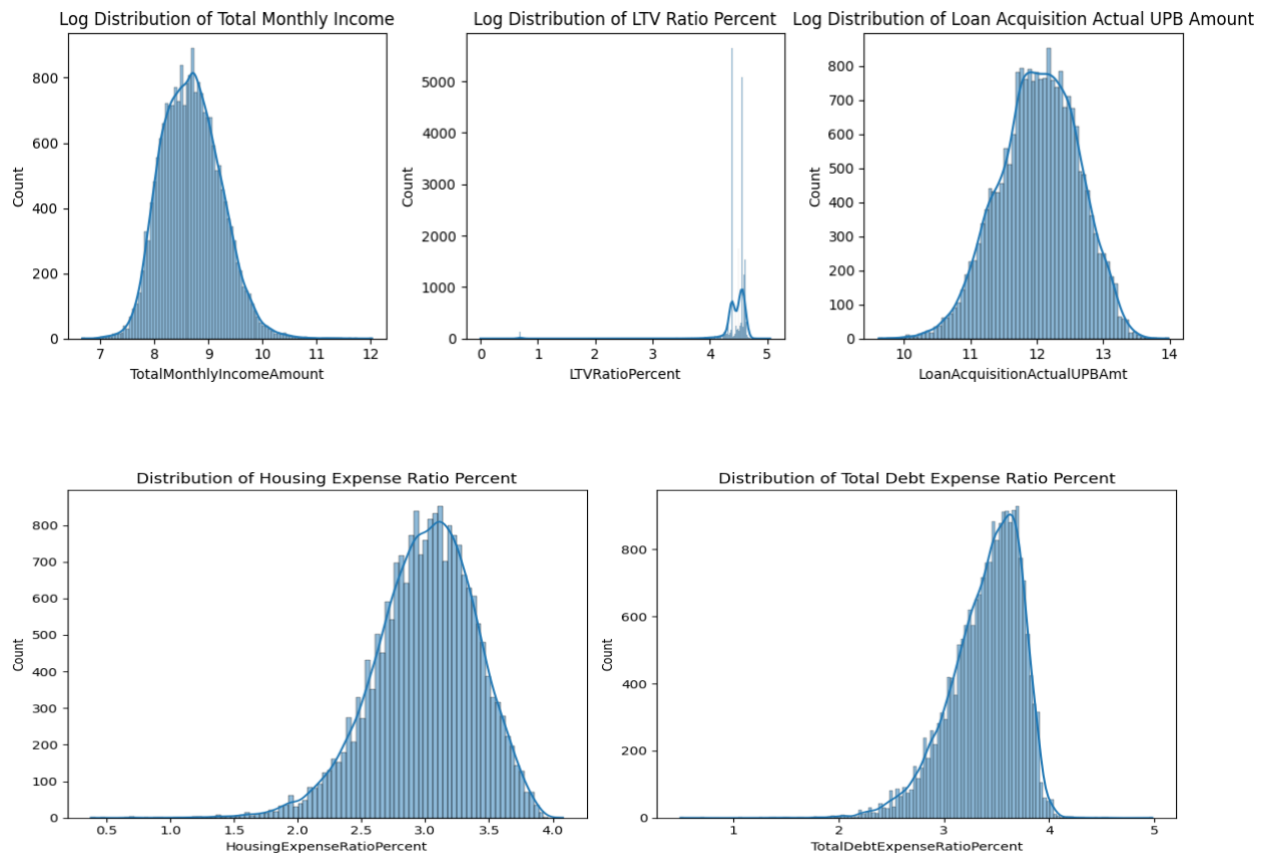 Log Distribution of Total Monthly Income
800
600
400
200
0
Count
7 8 9 10 11 12
TotalMonthlyIncomeAmount
Log Distribution of LTV Ratio Percent
5000
4000
3000
2000
1000
0
Count
0 1 2 3 4 5
LTVRatioPercent
Log Distribution of Loan Acquisition Actual UPB Amount
800
700
600
500
400
300
200
100
0
Count
10 11 12 13 14
LoanAcquisitionActualUPBAmt
Distribution of Housing Expense Ratio Percent
800
700
600
500
400
300
200
100
0
Count
0.5 1.0 1.5 2.0 2.5 3.0 3.5 4.0
HousingExpenseRatioPercent
Distribution of Total Debt Expense Ratio Percent
800
600
400
200
0
Count
1 2 3 4 5
TotalDebtExpenseRatioPercent